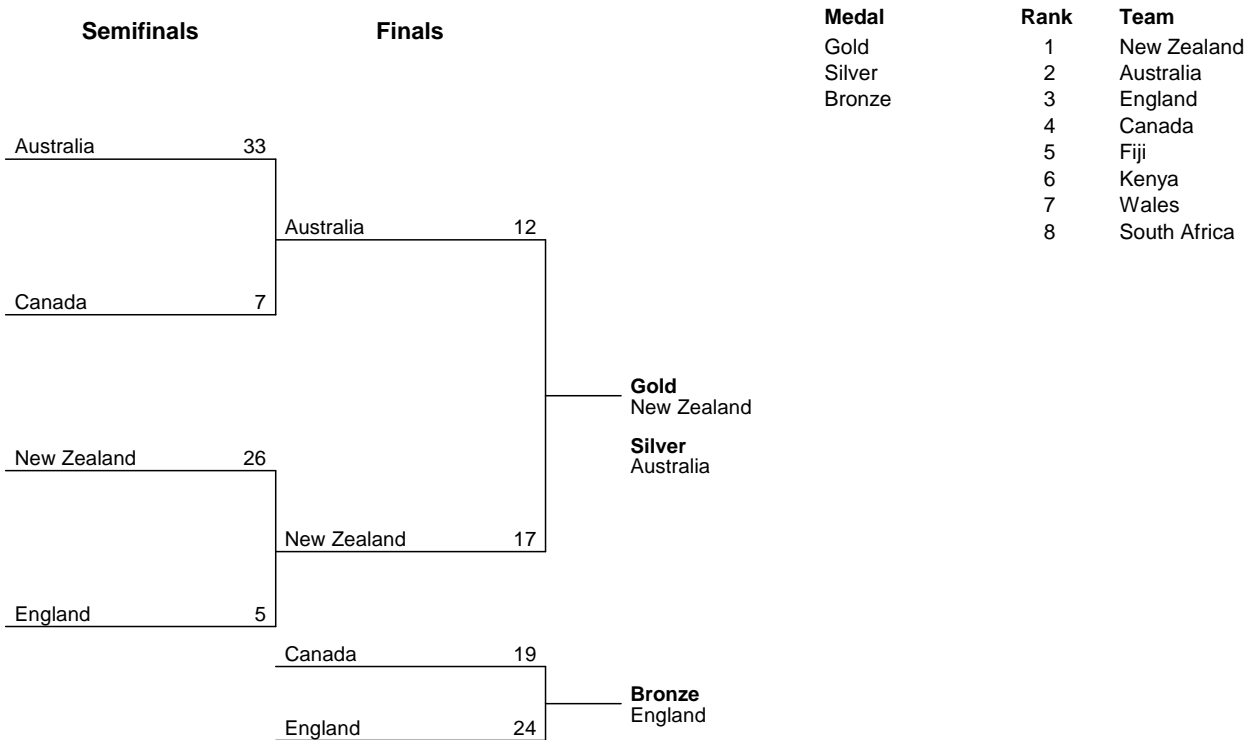 Semifinals Finals
Australia 33
Canada 7
New Zealand 26
England 5
Australia 12
New Zealand 17
Canada 19
England 24
Gold
New Zealand
Silver
Australia
Bronze
England
Medal Rank Team
Gold 1 New Zealand
Silver 2 Australia
Bronze 3 England
4 Canada
5 Fiji
6 Kenya
7 Wales
8 South Africa